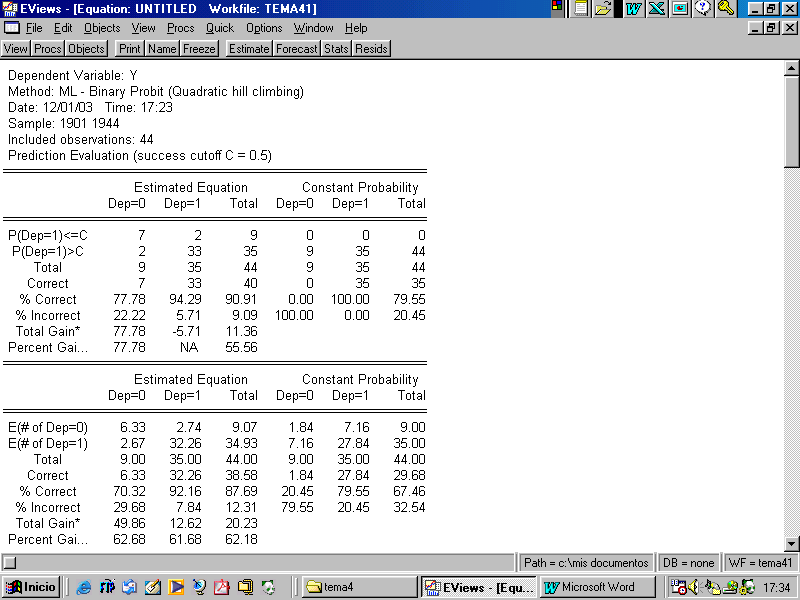 EViews - [Equation: UNTITLED   Workfile: TEMA41]
File Edit Objects View Procs Quick Options Window Help
View Procs Objects Print Name Freeze Estimate Forecast Stats Resids
Dependent Variable: Y
Method: ML - Binary Probit (Quadratic hill climbing)
Date: 12/01/03   Time: 17:23
Sample: 1901 1944
Included observations: 44
Prediction Evaluation (success cutoff C = 0.5)
Estimated Equation Constant Probability
Dep=0 Dep=1 Total Dep=0 Dep=1 Total
P(Dep=1)<=C 7 2 9 0 0 0
P(Dep=1)>C 2 33 35 9 35 44
Total 9 35 44 9 35 44
Correct 7 33 40 0 35 35
% Correct 77.78 94.29 90.91 0.00 100.00 79.55
% Incorrect 22.22 5.71 9.09 100.00 0.00 20.45
Total Gain* 77.78 -5.71 11.36
Percent Gai... 77.78 NA 55.56
Estimated Equation Constant Probability
Dep=0 Dep=1 Total Dep=0 Dep=1 Total
E(# of Dep=0) 6.33 2.74 9.07 1.84 7.16 9.00
E(# of Dep=1) 2.67 32.26 34.93 7.16 27.84 35.00
Total 9.00 35.00 44.00 9.00 35.00 44.00
Correct 6.33 32.26 38.58 1.84 27.84 29.68
% Correct 70.32 92.16 87.69 20.45 79.55 67.46
% Incorrect 29.68 7.84 12.31 79.55 20.45 32.54
Total Gain* 49.86 12.62 20.23
Percent Gai... 62.68 61.68 62.18
Path = c:\mis documentos DB = none WF = tema41
Inicio tema4 EViews - [Equ... Microsoft Word 17:34